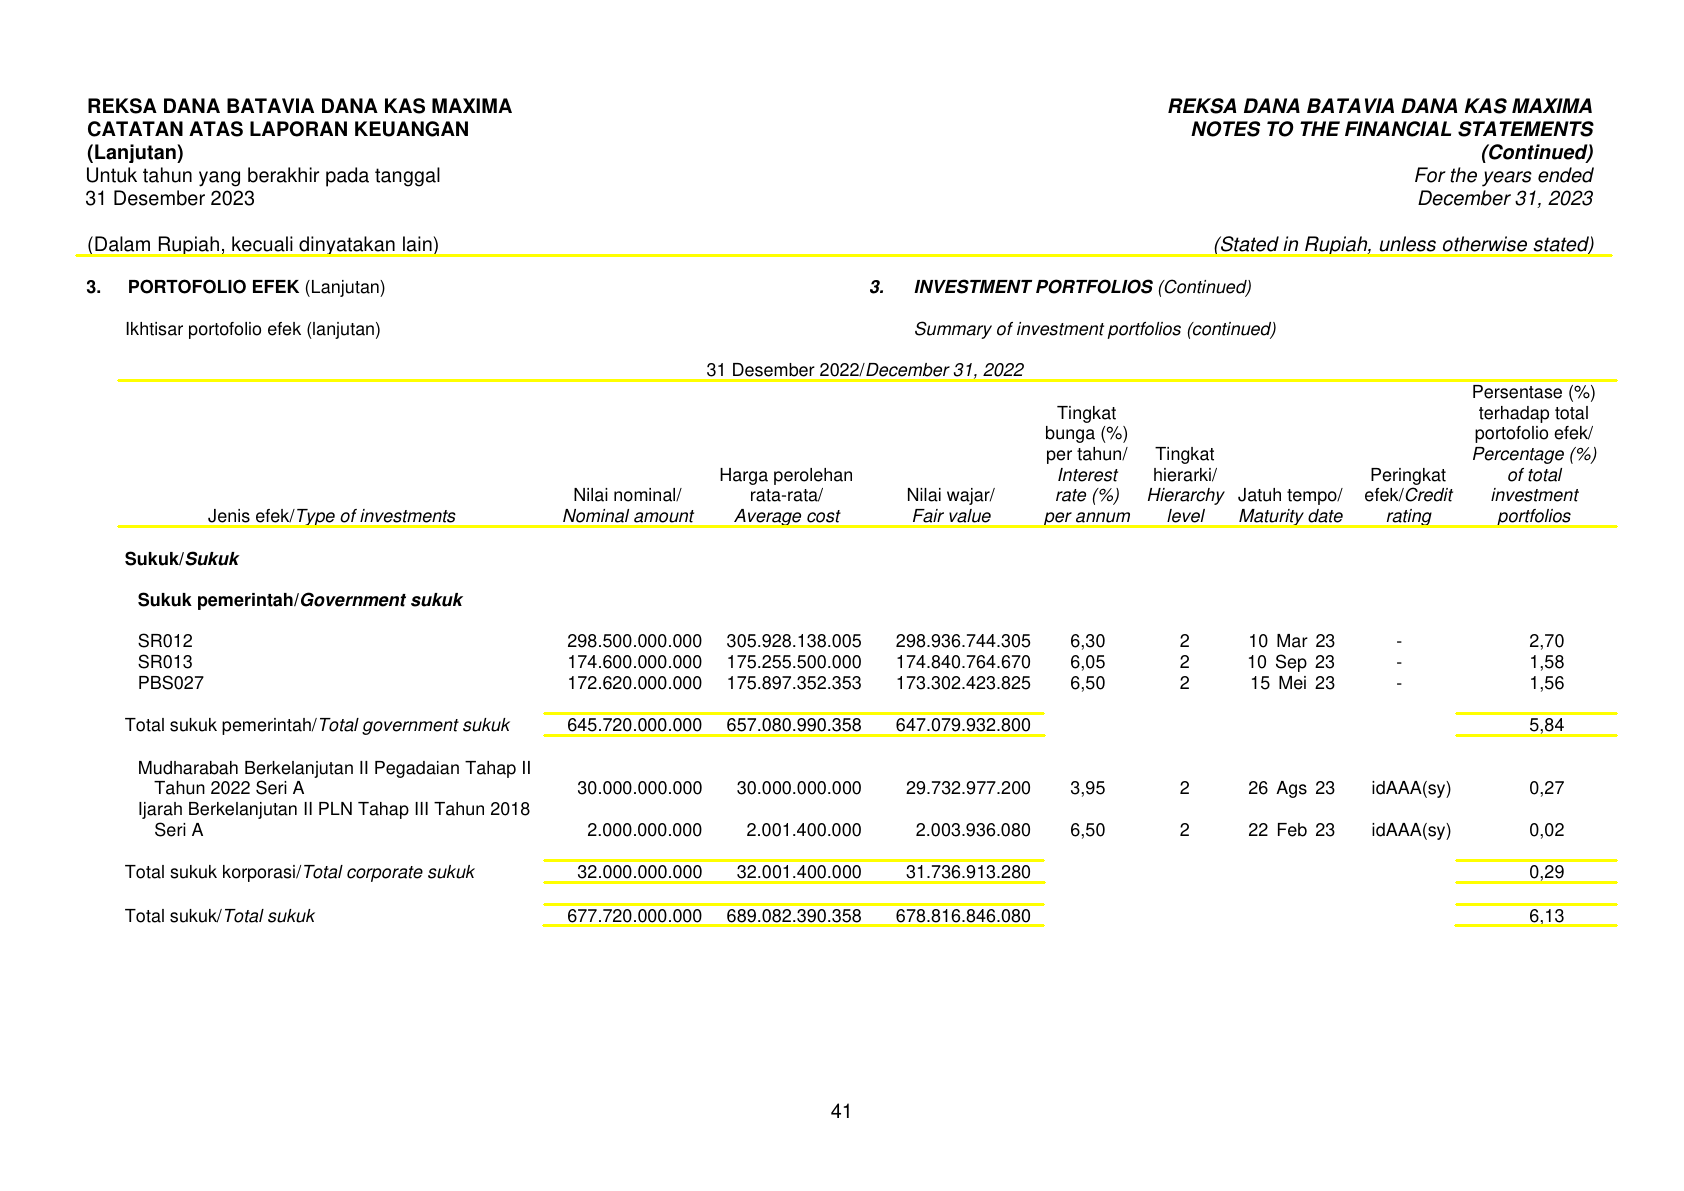 REKSA DANA BATAVIA DANA KAS MAXIMA
CATATAN ATAS LAPORAN KEUANGAN
(Lanjutan)
Untuk tahun yang berakhir pada tanggal
31 Desember 2023
(Dalam Rupiah, kecuali dinyatakan lain)
REKSA DANA BATAVIA DANA KAS MAXIMA
NOTES TO THE FINANCIAL STATEMENTS
(Continued)
For the years ended
December 31, 2023
(Stated in Rupiah, unless otherwise stated)
3. PORTOFOLIO EFEK (Lanjutan)
3. INVESTMENT PORTFOLIOS (Continued)
Ikhtisar portofolio efek (lanjutan)
Summary of investment portfolios (continued)
31 Desember 2022/December 31, 2022
Jenis efek/Type of investments
Nilai nominal/
Nominal amount
Harga perolehan
rata-rata/
Average cost
Nilai wajar/
Fair value
Tingkat
bunga (%)
per tahun/
Interest
rate (%)
per annum
Tingkat
hierarki/
Hierarchy
level
Jatuh tempo/
Maturity date
Peringkat
efek/Credit
rating
Persentase (%)
terhadap total
portofolio efek/
Percentage (%)
of total
investment
portfolios
Sukuk/Sukuk
Sukuk pemerintah/Government sukuk
SR012 298.500.000.000 305.928.138.005 298.936.744.305 6,30 2 10 Mar 23 - 2,70
SR013 174.600.000.000 175.255.500.000 174.840.764.670 6,05 2 10 Sep 23 - 1,58
PBS027 172.620.000.000 175.897.352.353 173.302.423.825 6,50 2 15 Mei 23 - 1,56
Total sukuk pemerintah/Total government sukuk 645.720.000.000 657.080.990.358 647.079.932.800 5,84
Mudharabah Berkelanjutan II Pegadaian Tahap II
Tahun 2022 Seri A 30.000.000.000 30.000.000.000 29.732.977.200 3,95 2 26 Ags 23 idAAA(sy) 0,27
Ijarah Berkelanjutan II PLN Tahap III Tahun 2018
Seri A 2.000.000.000 2.001.400.000 2.003.936.080 6,50 2 22 Feb 23 idAAA(sy) 0,02
Total sukuk korporasi/Total corporate sukuk 32.000.000.000 32.001.400.000 31.736.913.280 0,29
Total sukuk/Total sukuk 677.720.000.000 689.082.390.358 678.816.846.080 6,13
41